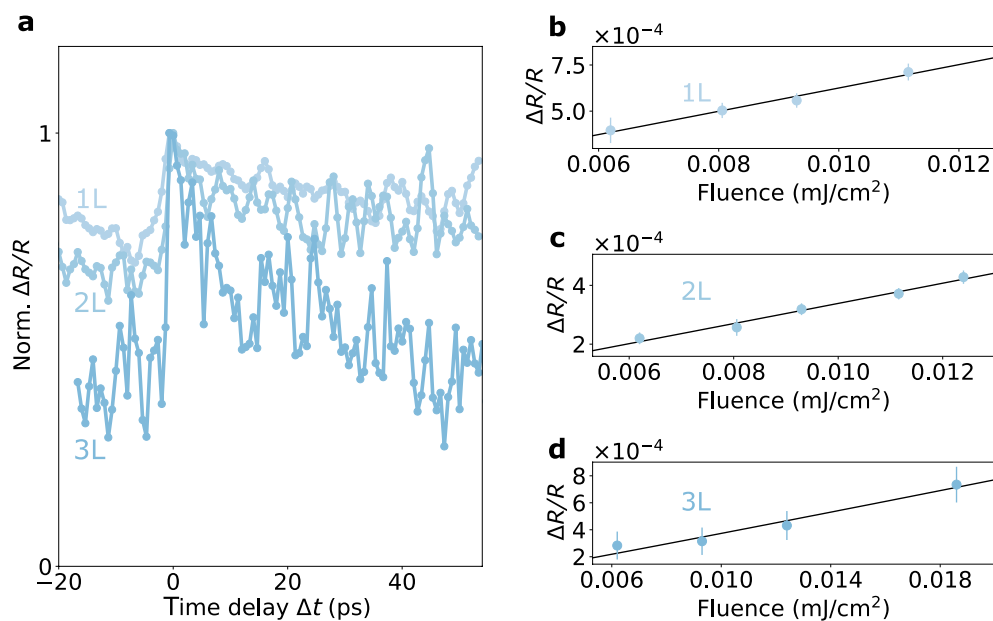 a
1
0
Norm. ΔR/R
1L
2L
3L
−20
0
20
40
Time delay Δt (ps)
b
×10⁻⁴
7.5
5.0
ΔR/R
1L
0.006
0.008
0.010
0.012
Fluence (mJ/cm²)
c
×10⁻⁴
4
2
ΔR/R
2L
0.006
0.008
0.010
0.012
Fluence (mJ/cm²)
d
×10⁻⁴
8
6
4
2
ΔR/R
3L
0.006
0.010
0.014
0.018
Fluence (mJ/cm²)